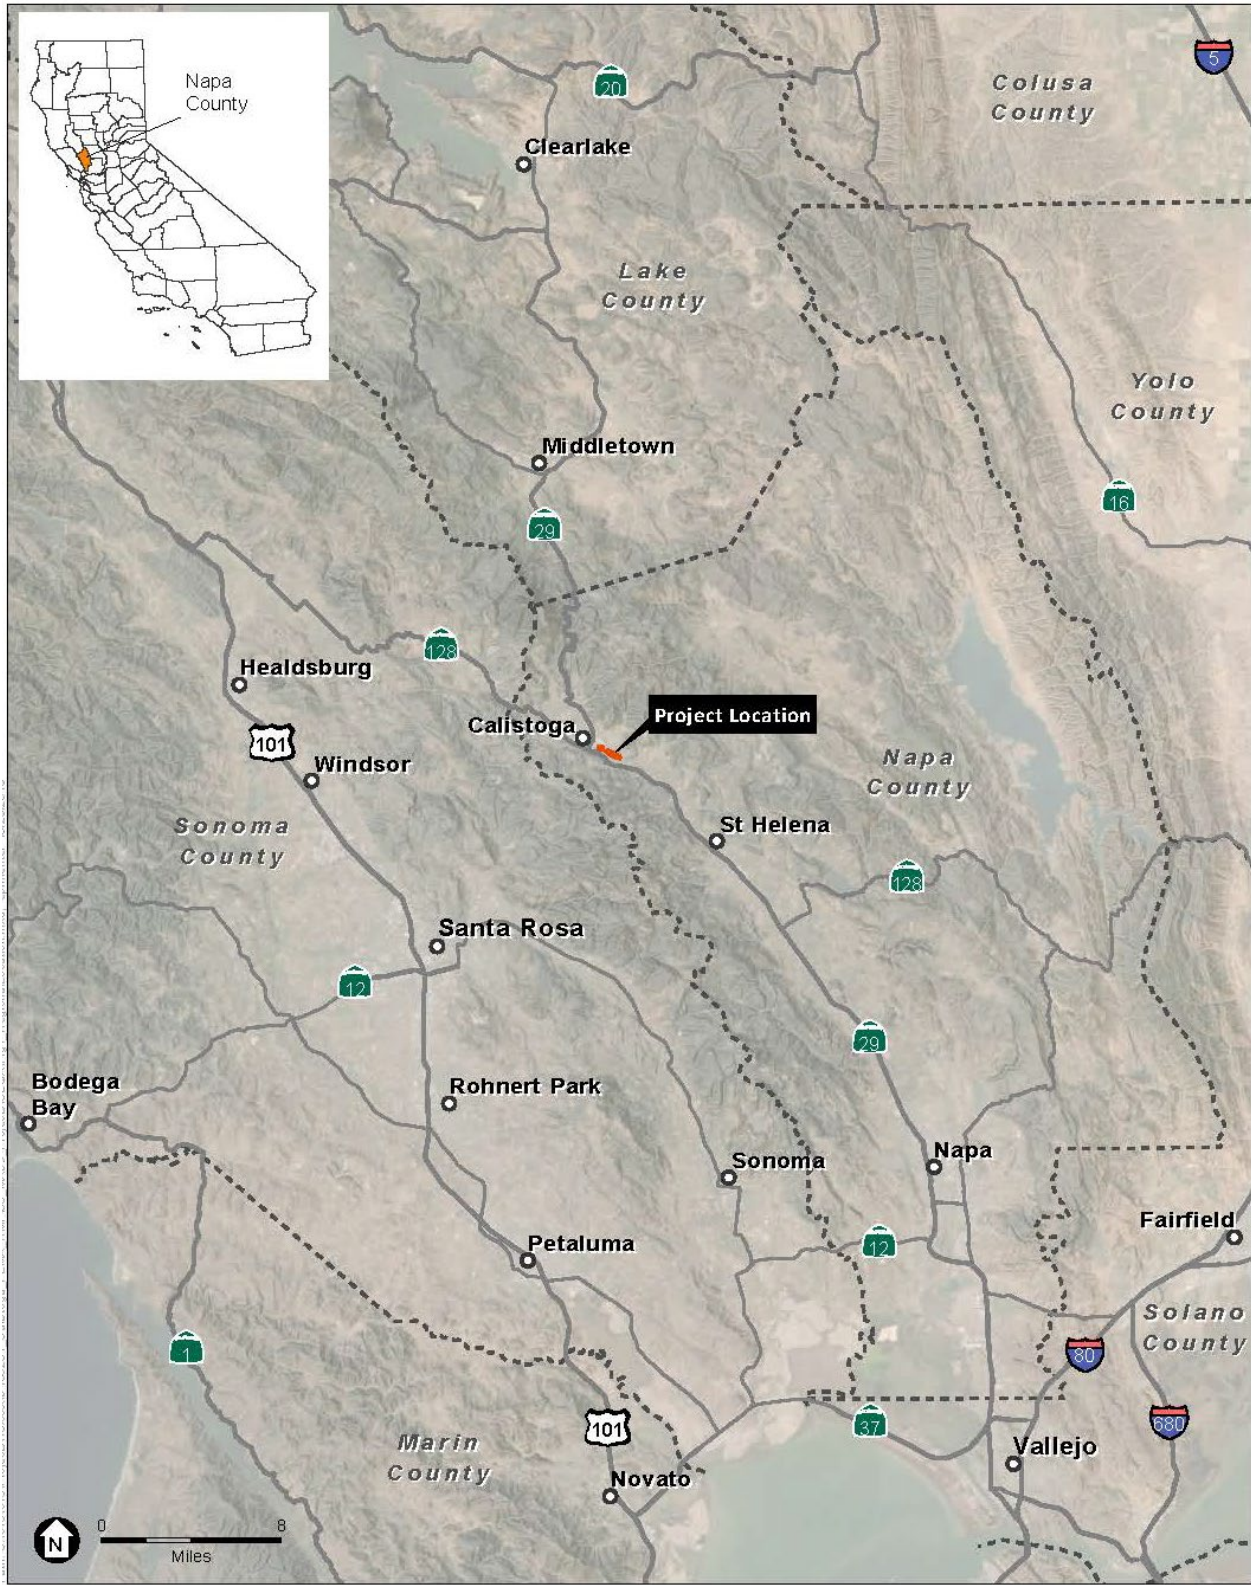 Napa
County
5
20
Colusa
County
Clearlake
Lake
County
Yolo
County
Middletown
16
29
128
Healdsburg
Project Location
Calistoga
101
Windsor
Napa
County
Sonoma
County
St Helena
128
Santa Rosa
12
29
Bodega
Bay
Rohnert Park
Napa
Sonoma
Fairfield
12
Petaluma
Solano
County
1
80
37
680
101
Marin
County
Vallejo
Novato
N
0
8
Miles